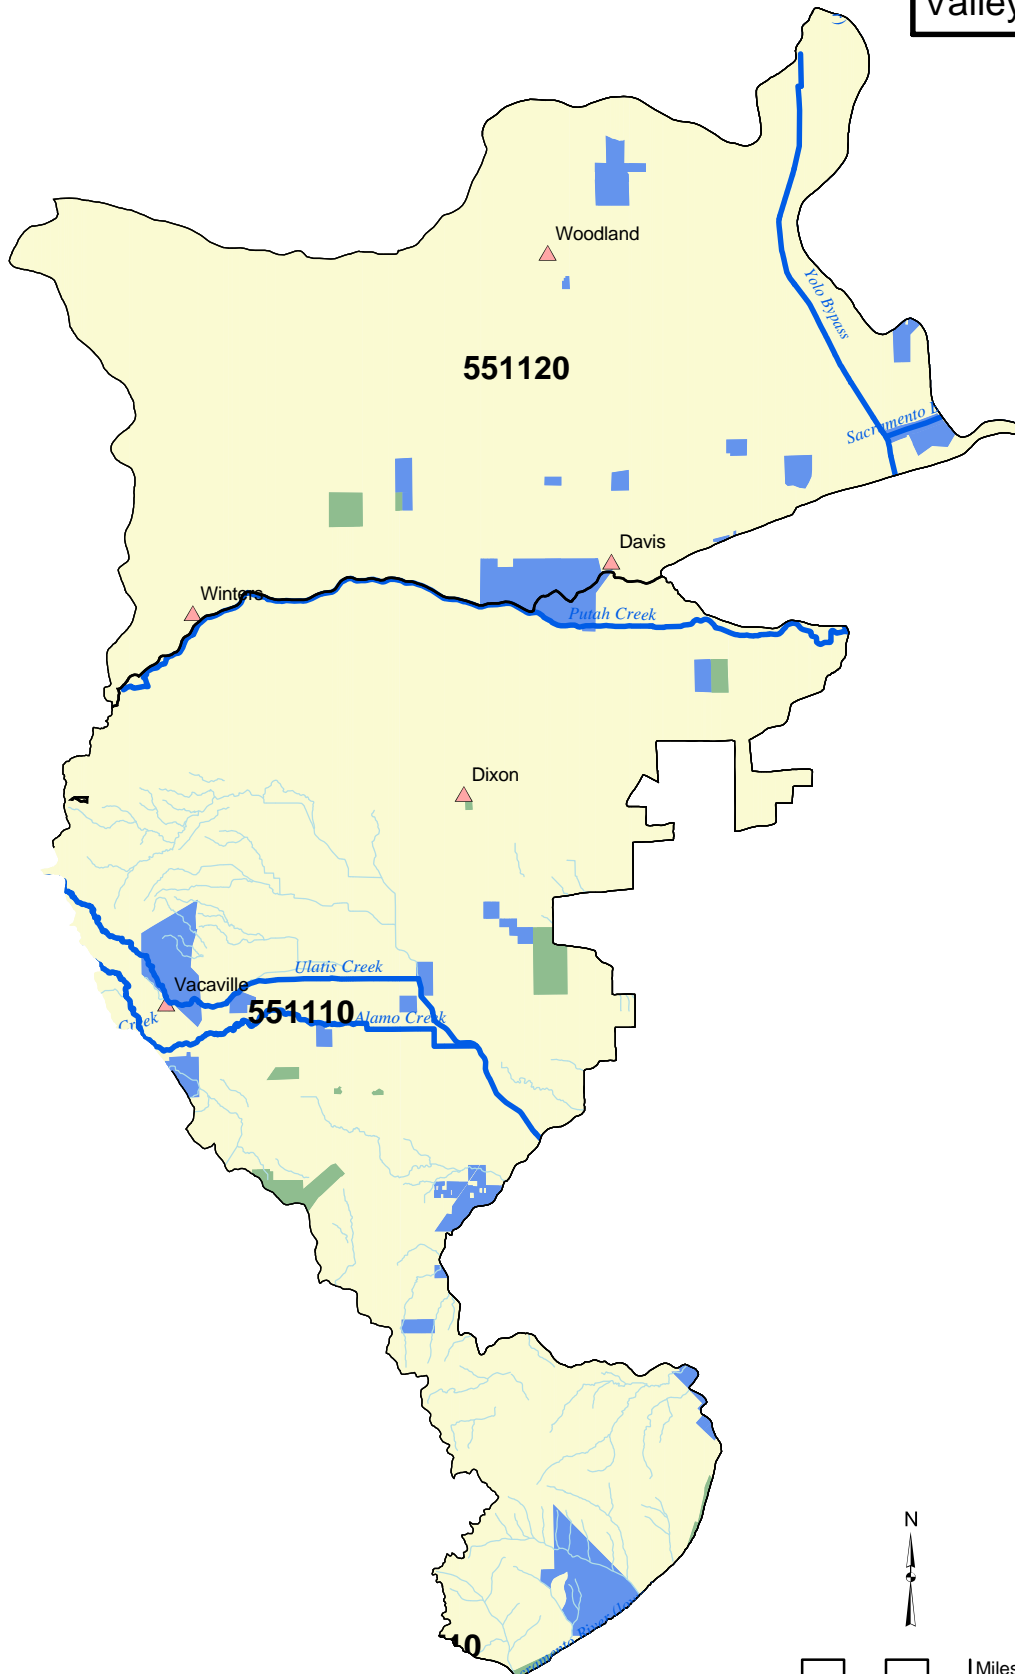 Valley
Woodland
Yolo Bypass
551120
Sacramento
Davis
Winters
Putah Creek
Dixon
Ulatis Creek
Vacaville
551110
Alamo Creek
Creek
N
River
Miles